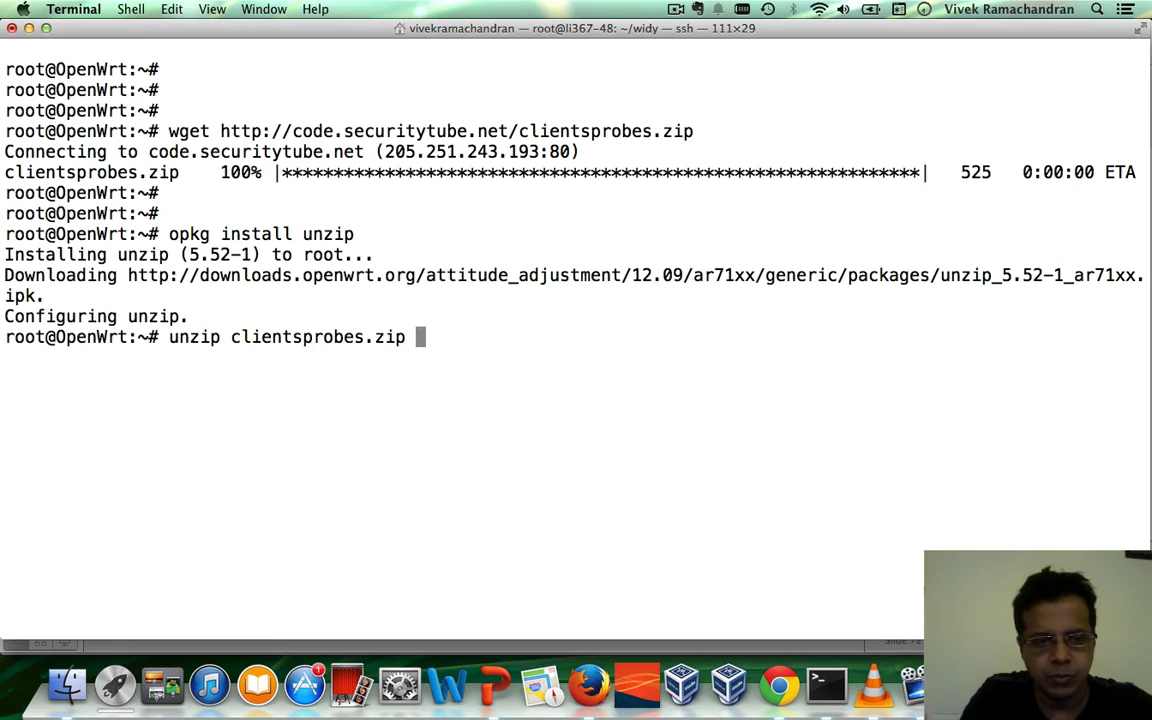 Terminal Shell Edit View Window Help Vivek Ramachandran
vivekramachandran — root@li367-48: ~/widy — ssh — 111×29
root@OpenWrt:~#
root@OpenWrt:~#
root@OpenWrt:~#
root@OpenWrt:~# wget http://code.securitytube.net/clientsprobes.zip
Connecting to code.securitytube.net (205.251.243.193:80)
clientsprobes.zip 100% |**************************************************************| 525 0:00:00 ETA
root@OpenWrt:~#
root@OpenWrt:~#
root@OpenWrt:~# opkg install unzip
Installing unzip (5.52-1) to root...
Downloading http://downloads.openwrt.org/attitude_adjustment/12.09/ar71xx/generic/packages/unzip_5.52-1_ar71xx.
ipk.
Configuring unzip.
root@OpenWrt:~# unzip clientsprobes.zip